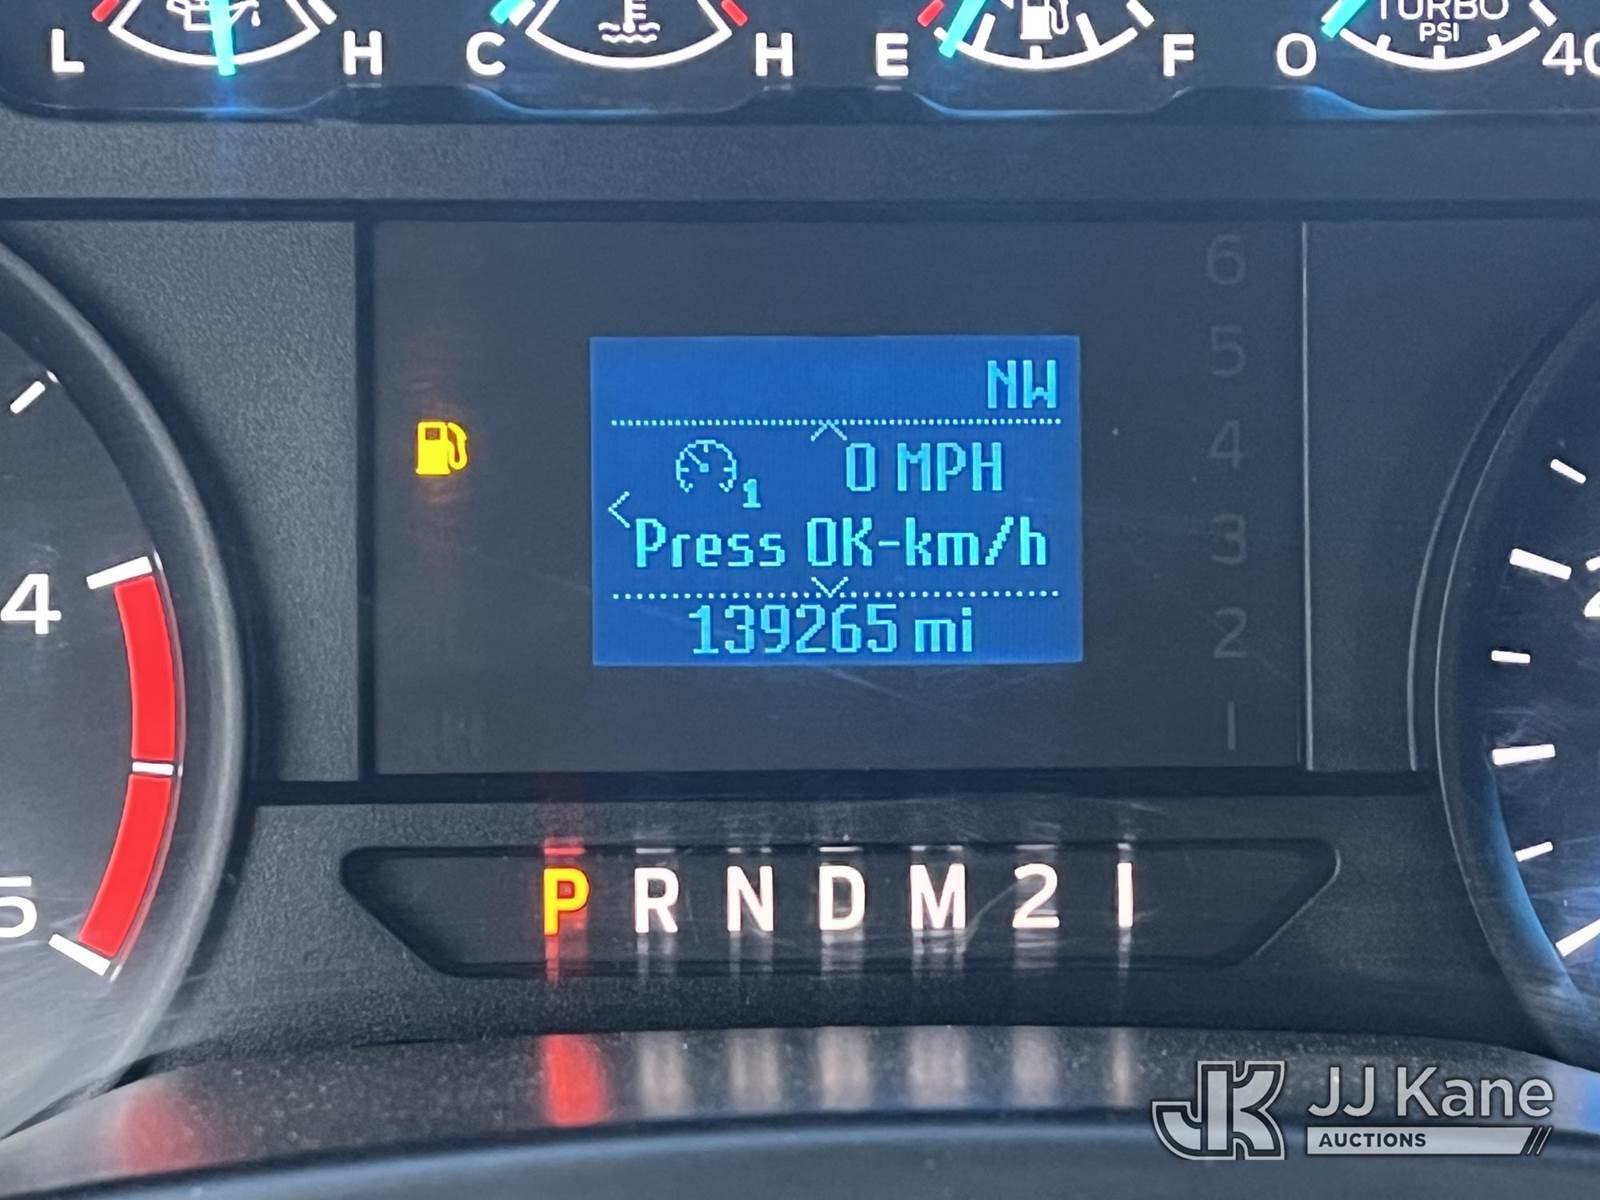 L H C H E F O TURBO PSI 40
6
5
4
3
2
1
NW
0 MPH
1
Press OK-km/h
139265 mi
4
5
P R N D M 2 1
JJ Kane
AUCTIONS
JK